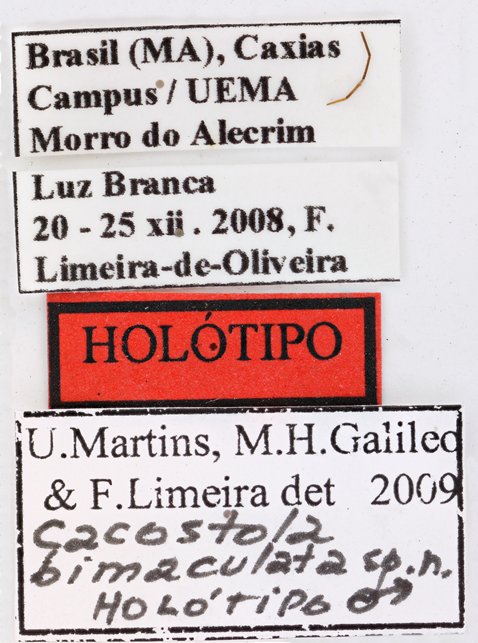 Brasil (MA), Caxias
Campus / UEMA
Morro do Alecrim
Luz Branca
20 - 25 xii . 2008, F.
Limeira-de-Oliveira
HOLÓTIPO
U.Martins, M.H.Galileo
& F.Limeira det 2009
Cacostola
bimaculata sp.n.
HOLÓTIPO ♂